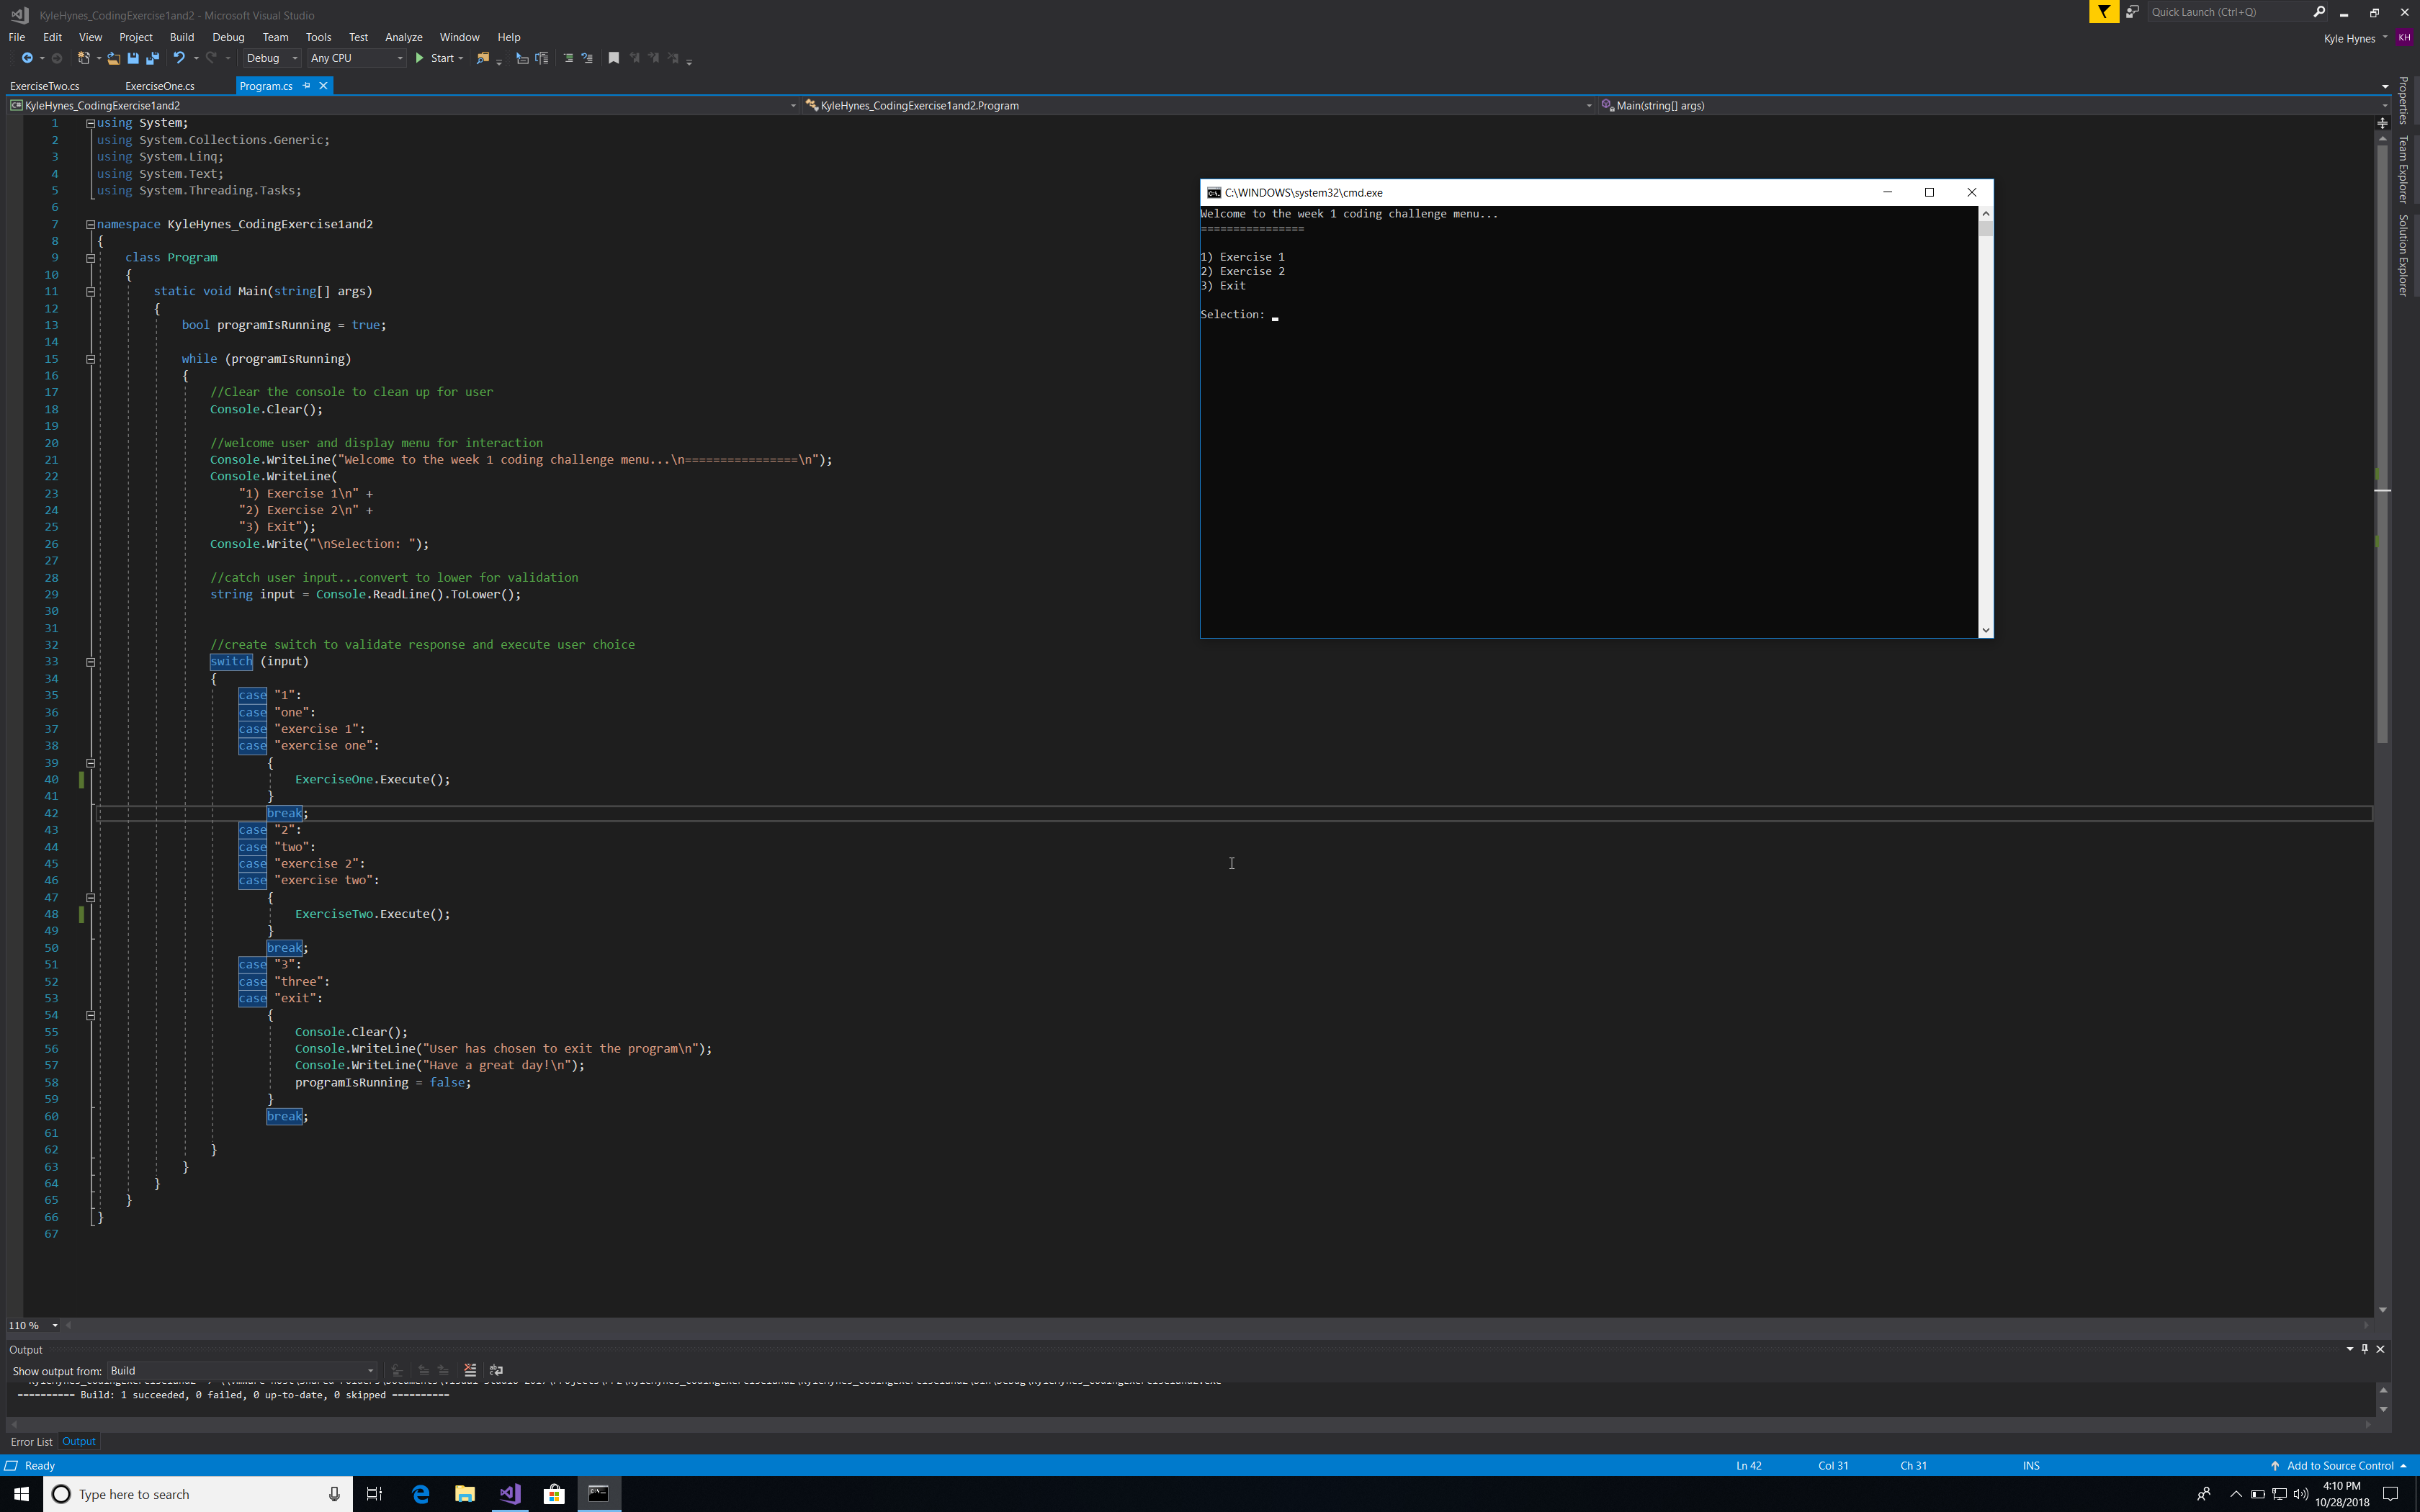 KyleHynes_CodingExercise1and2 - Microsoft Visual Studio
Quick Launch (Ctrl+Q)
File Edit View Project Build Debug Team Tools Test Analyze Window Help
Kyle Hynes KH
Debug Any CPU Start
ExerciseTwo.cs ExerciseOne.cs Program.cs
KyleHynes_CodingExercise1and2 KyleHynes_CodingExercise1and2.Program Main(string[] args)
1 using System;
2 using System.Collections.Generic;
3 using System.Linq;
4 using System.Text;
5 using System.Threading.Tasks;
6
7 namespace KyleHynes_CodingExercise1and2
8 {
9 class Program
10 {
11 static void Main(string[] args)
12 {
13 bool programIsRunning = true;
14
15 while (programIsRunning)
16 {
17 //Clear the console to clean up for user
18 Console.Clear();
19
20 //welcome user and display menu for interaction
21 Console.WriteLine("Welcome to the week 1 coding challenge menu...\n================\n");
22 Console.WriteLine(
23 "1) Exercise 1\n" +
24 "2) Exercise 2\n" +
25 "3) Exit");
26 Console.Write("\nSelection: ");
27
28 //catch user input...convert to lower for validation
29 string input = Console.ReadLine().ToLower();
30
31
32 //create switch to validate response and execute user choice
33 switch (input)
34 {
35 case "1":
36 case "one":
37 case "exercise 1":
38 case "exercise one":
39 {
40 ExerciseOne.Execute();
41 }
42 break;
43 case "2":
44 case "two":
45 case "exercise 2":
46 case "exercise two":
47 {
48 ExerciseTwo.Execute();
49 }
50 break;
51 case "3":
52 case "three":
53 case "exit":
54 {
55 Console.Clear();
56 Console.WriteLine("User has chosen to exit the program\n");
57 Console.WriteLine("Have a great day!\n");
58 programIsRunning = false;
59 }
60 break;
61
62 }
63 }
64 }
65 }
66 }
67
C:\WINDOWS\system32\cmd.exe
Welcome to the week 1 coding challenge menu...
================
1) Exercise 1
2) Exercise 2
3) Exit
Selection:
Properties
Team Explorer
Solution Explorer
110 %
Output
Show output from: Build
========== Build: 1 succeeded, 0 failed, 0 up-to-date, 0 skipped ==========
Error List Output
Ready Ln 42 Col 31 Ch 31 INS Add to Source Control
Type here to search
4:10 PM
10/28/2018